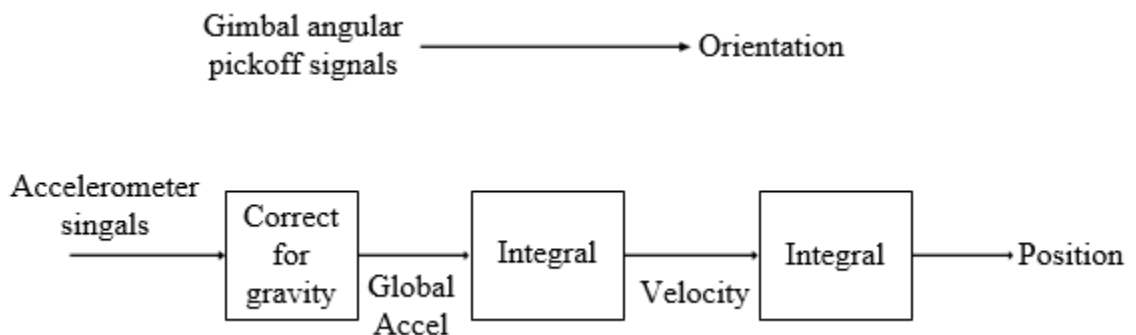 Gimbal angular
pickoff signals
Orientation
Accelerometer
singals
Correct
for
gravity
Global
Accel
Integral
Velocity
Integral
Position